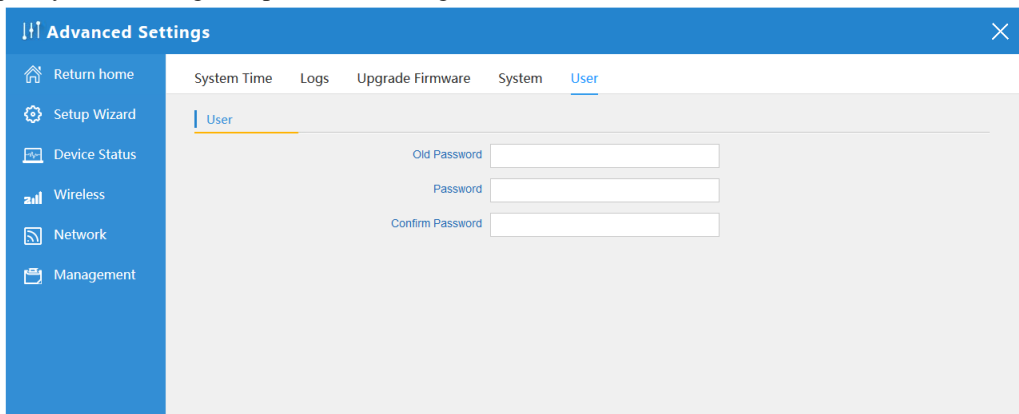 Advanced Settings
Return home
Setup Wizard
Device Status
Wireless
Network
Management
System Time Logs Upgrade Firmware System User
User
Old Password
Password
Confirm Password